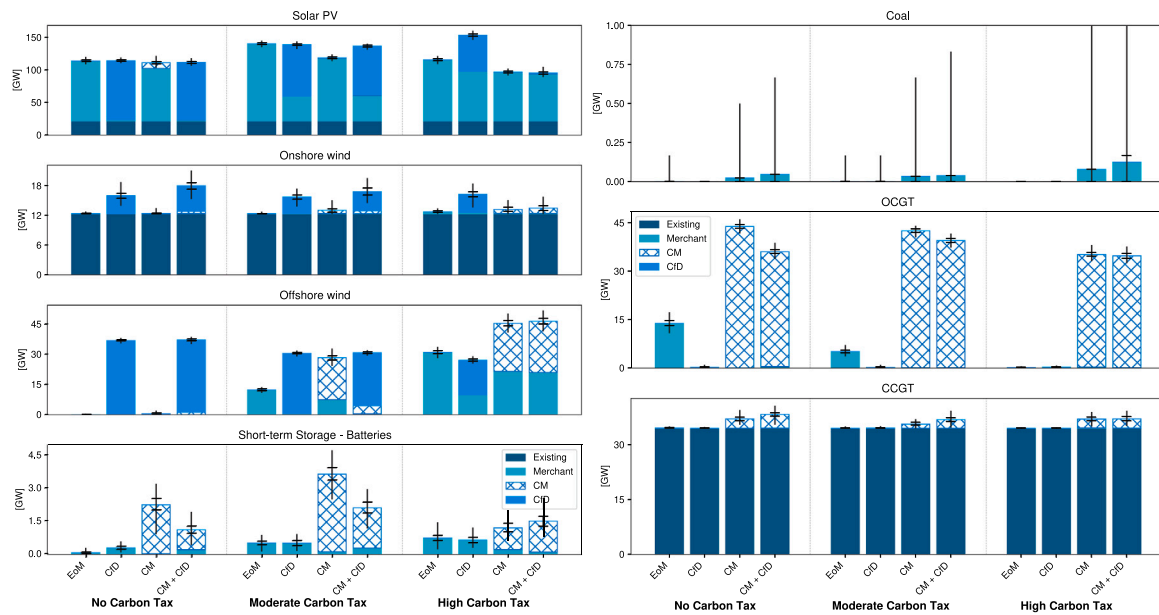 Solar PV
150
100
50
0
[GW]
Onshore wind
18
12
6
0
[GW]
Offshore wind
45
30
15
0
[GW]
Short-term Storage - Batteries
4.5
3.0
1.5
0.0
[GW]
Existing
Merchant
CM
CfD
EoM
CfD
CM
CM + CfD
EoM
CfD
CM
CM + CfD
EoM
CfD
CM
CM + CfD
No Carbon Tax
Moderate Carbon Tax
High Carbon Tax
Coal
1.00
0.75
0.50
0.25
0.00
[GW]
OCGT
45
30
15
0
[GW]
Existing
Merchant
CM
CfD
CCGT
30
15
0
[GW]
EoM
CfD
CM
CM + CfD
EoM
CfD
CM
CM + CfD
EoM
CfD
CM
CM + CfD
No Carbon Tax
Moderate Carbon Tax
High Carbon Tax